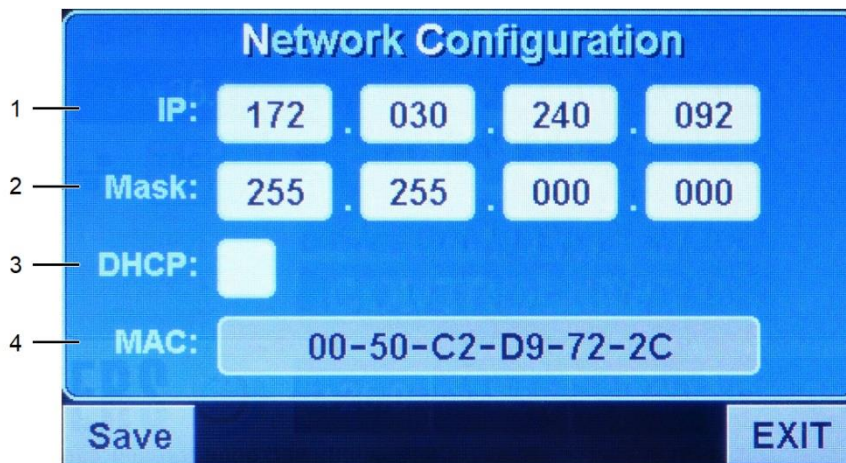 Network Configuration
1 IP: 172 . 030 . 240 . 092
2 Mask: 255 . 255 . 000 . 000
3 DHCP:
4 MAC: 00-50-C2-D9-72-2C
Save EXIT